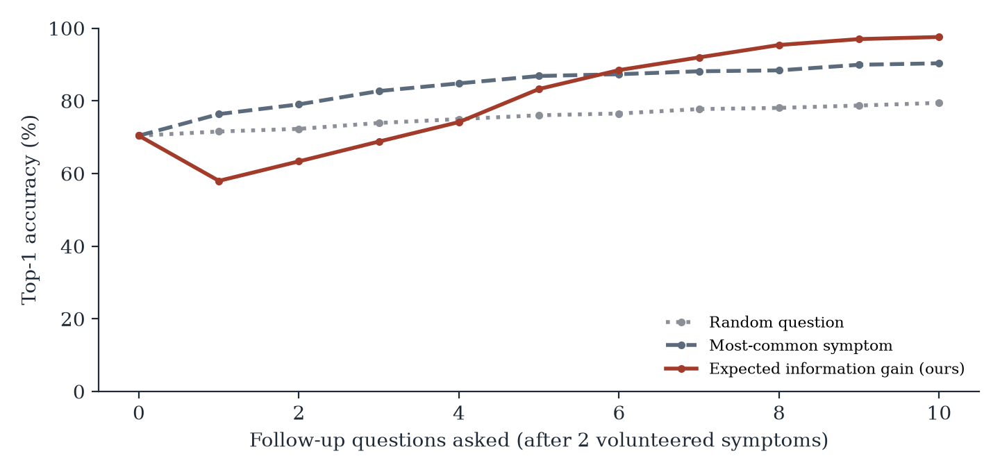 Top-1 accuracy (%)
100
80
60
40
20
0
0 2 4 6 8 10
Follow-up questions asked (after 2 volunteered symptoms)
Random question
Most-common symptom
Expected information gain (ours)